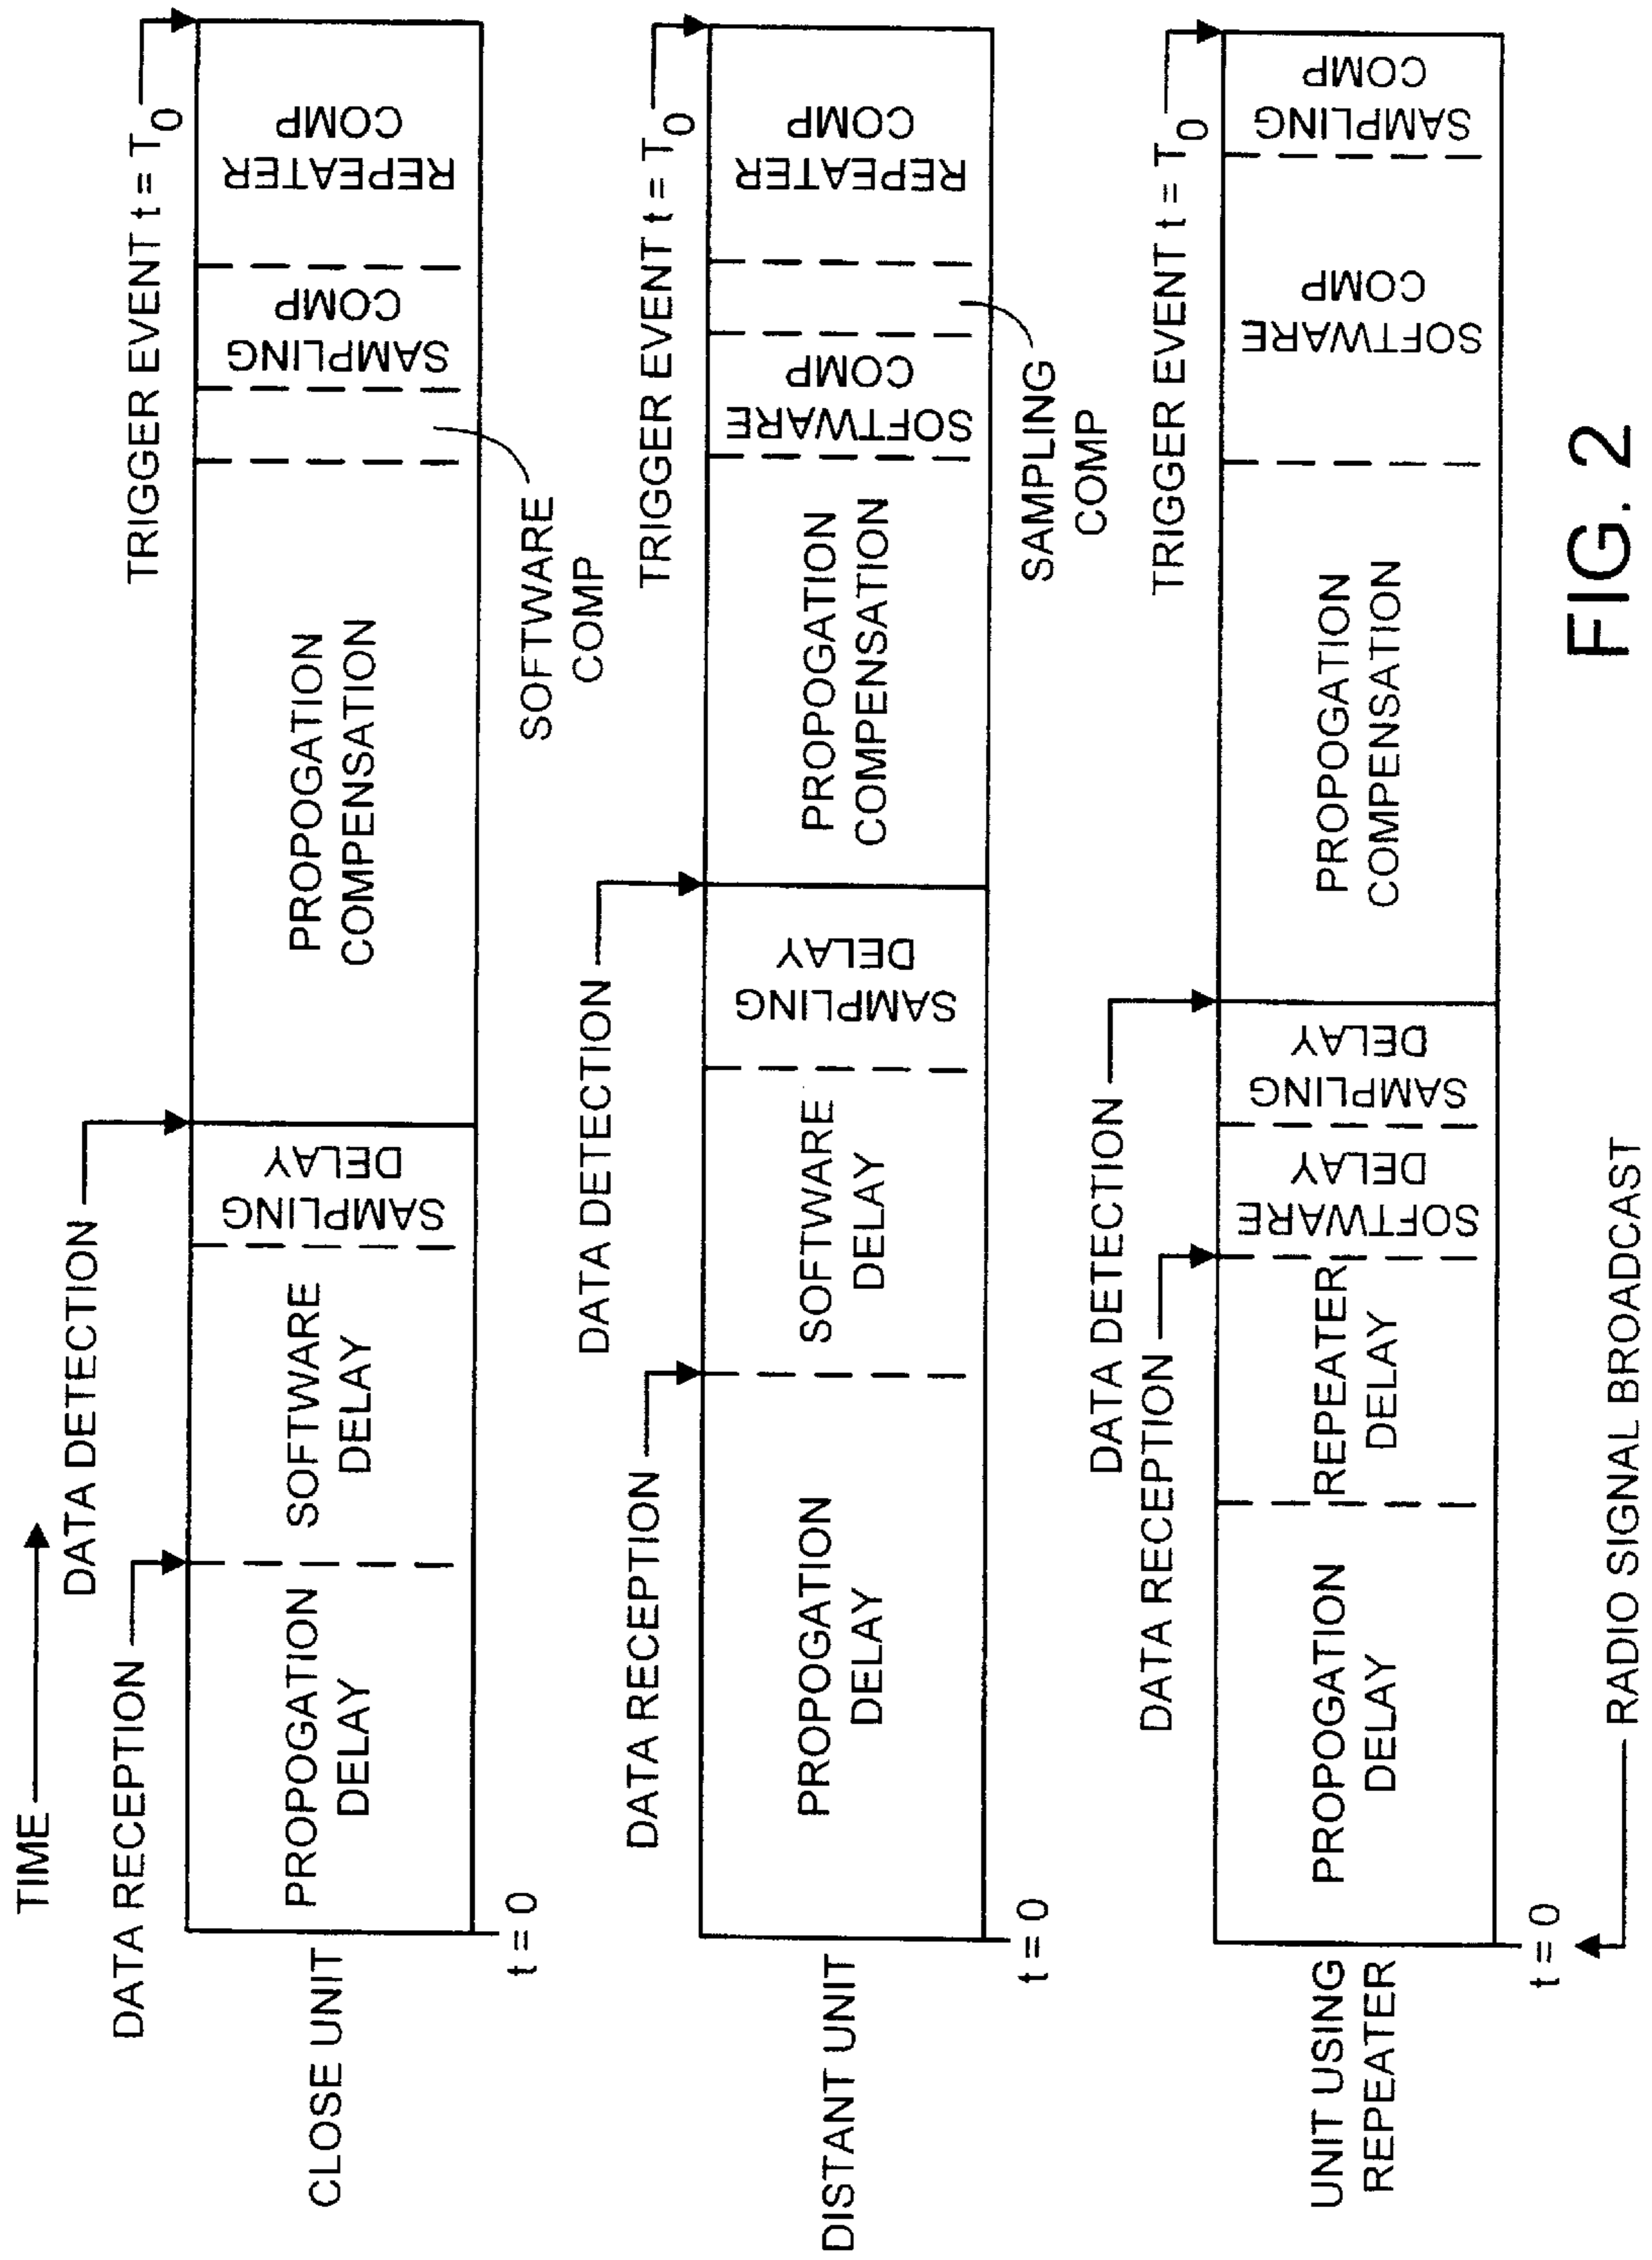 TIME
DATA RECEPTION
DATA DETECTION
TRIGGER EVENT t = T0
CLOSE UNIT
PROPOGATION
DELAY
SOFTWARE
DELAY
SAMPLING
DELAY
PROPOGATION
COMPENSATION
SAMPLING
COMP
REPEATER
COMP
t = 0
SOFTWARE
COMP
DATA RECEPTION
DATA DETECTION
TRIGGER EVENT t = T0
DISTANT UNIT
PROPOGATION
DELAY
SOFTWARE
DELAY
SAMPLING
DELAY
PROPOGATION
COMPENSATION
SOFTWARE
COMP
REPEATER
COMP
t = 0
SAMPLING
COMP
DATA RECEPTION
DATA DETECTION
TRIGGER EVENT t = T0
UNIT USING
REPEATER
PROPOGATION
DELAY
REPEATER
DELAY
SOFTWARE
DELAY
SAMPLING
DELAY
PROPOGATION
COMPENSATION
SOFTWARE
COMP
SAMPLING
COMP
t = 0
RADIO SIGNAL BROADCAST
FIG. 2